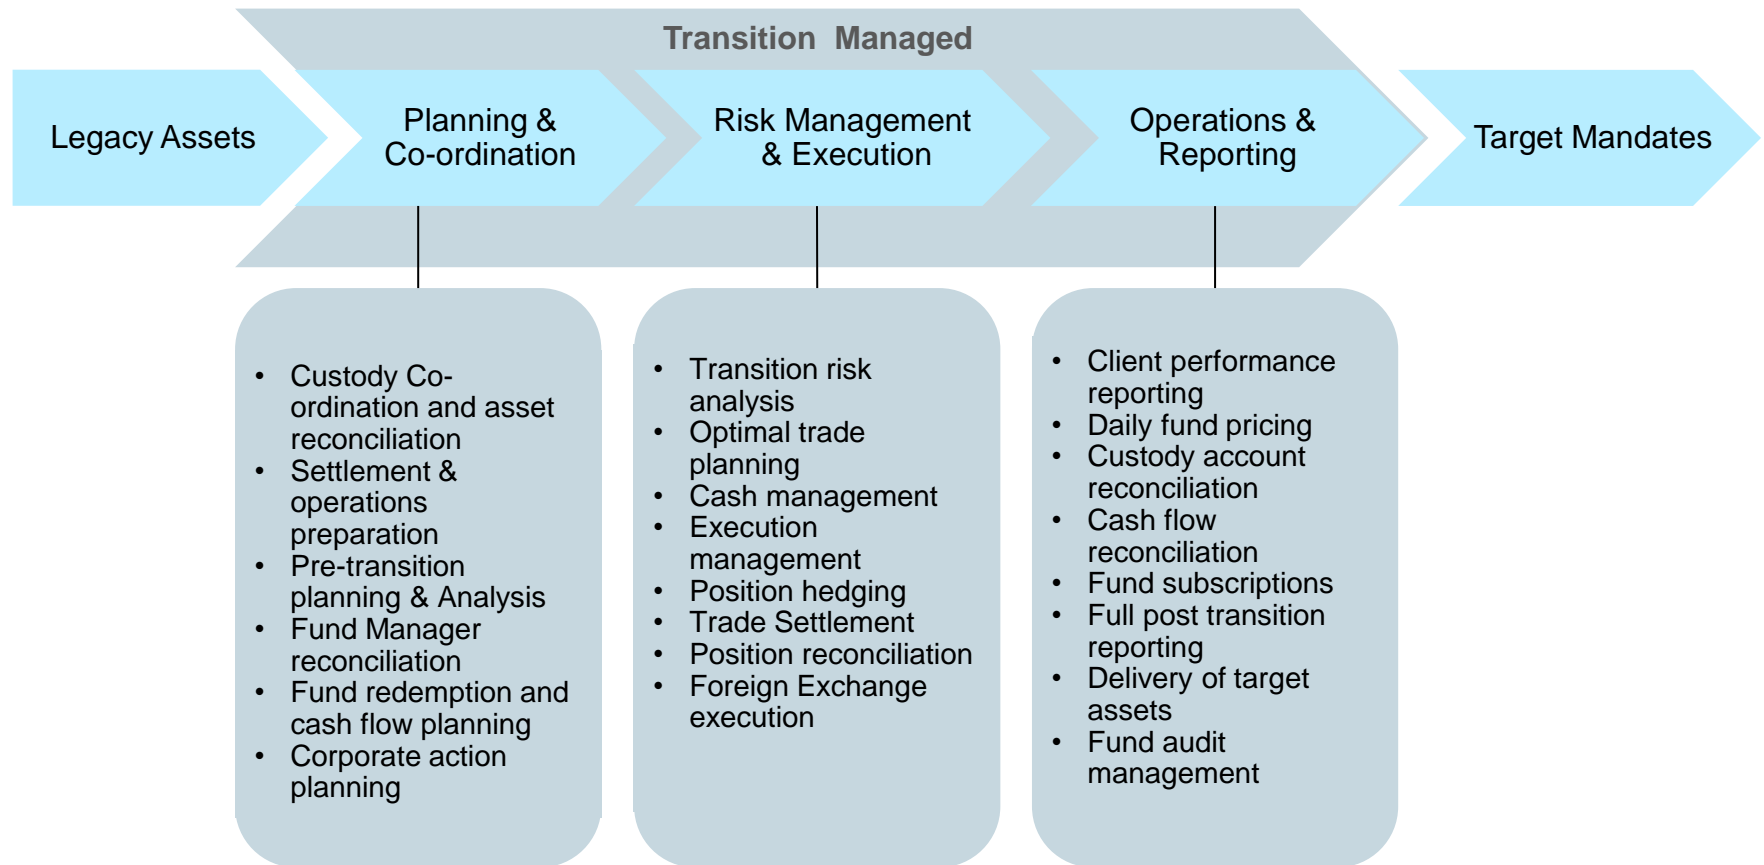 Transition  Managed
Legacy Assets
Planning &
Co-ordination
Risk Management
& Execution
Operations &
Reporting
Target Mandates
• Custody Co-
ordination and asset
reconciliation
• Settlement &
operations
preparation
• Pre-transition
planning & Analysis
• Fund Manager
reconciliation
• Fund redemption and
cash flow planning
• Corporate action
planning
• Transition risk
analysis
• Optimal trade
planning
• Cash management
• Execution
management
• Position hedging
• Trade Settlement
• Position reconciliation
• Foreign Exchange
execution
• Client performance
reporting
• Daily fund pricing
• Custody account
reconciliation
• Cash flow
reconciliation
• Fund subscriptions
• Full post transition
reporting
• Delivery of target
assets
• Fund audit
management